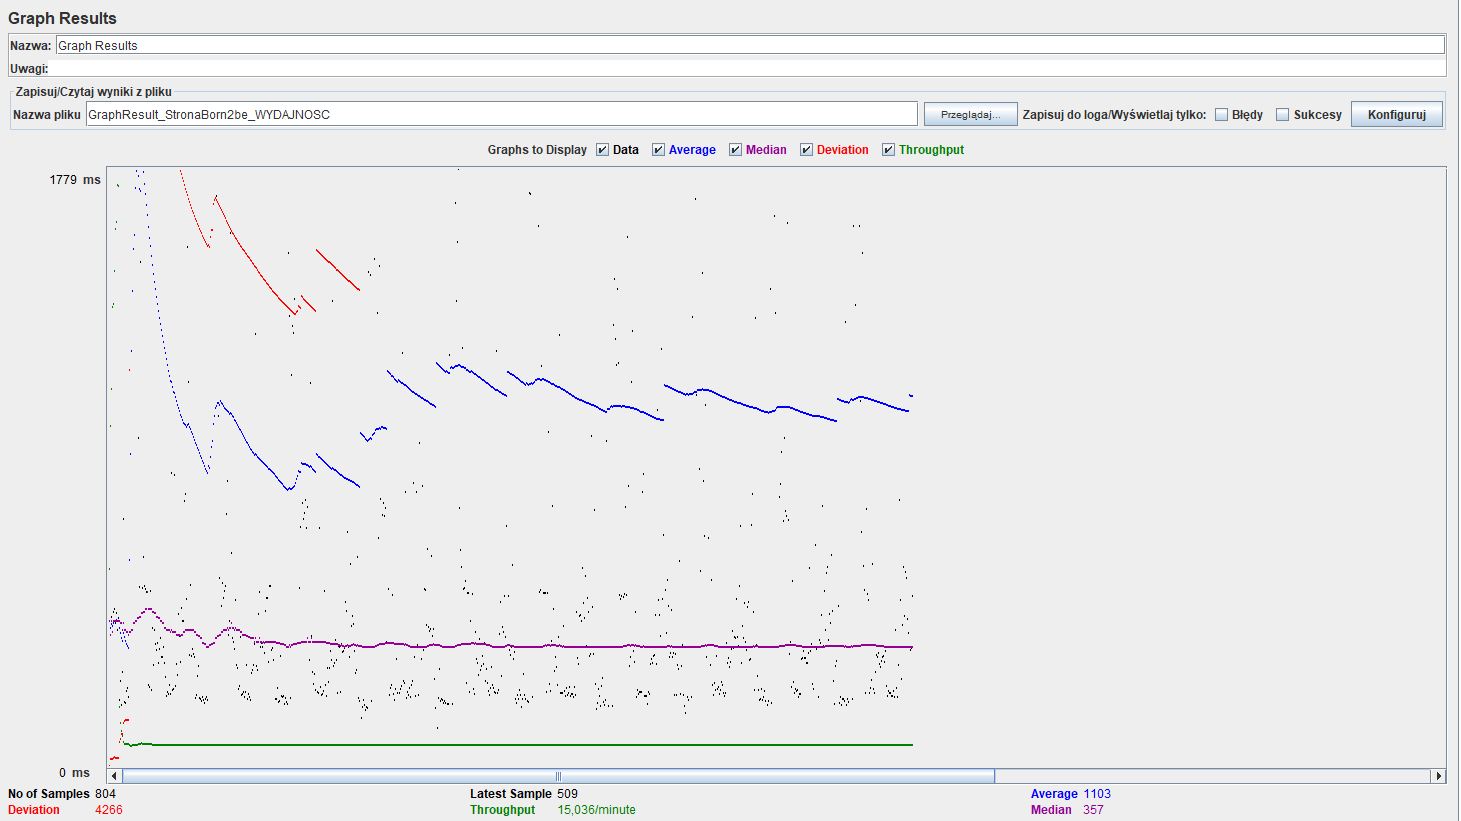 Graph Results
Nazwa: Graph Results
Uwagi:
Zapisuj/Czytaj wyniki z pliku
Nazwa pliku GraphResult_StronaBorn2be_WYDAJNOSC Przeglądaj... Zapisuj do loga/Wyświetlaj tylko: Błędy Sukcesy Konfiguruj
Graphs to Display Data Average Median Deviation Throughput
1779 ms
0 ms
No of Samples 804 Latest Sample 509 Average 1103
Deviation 4266 Throughput 15,036/minute Median 357